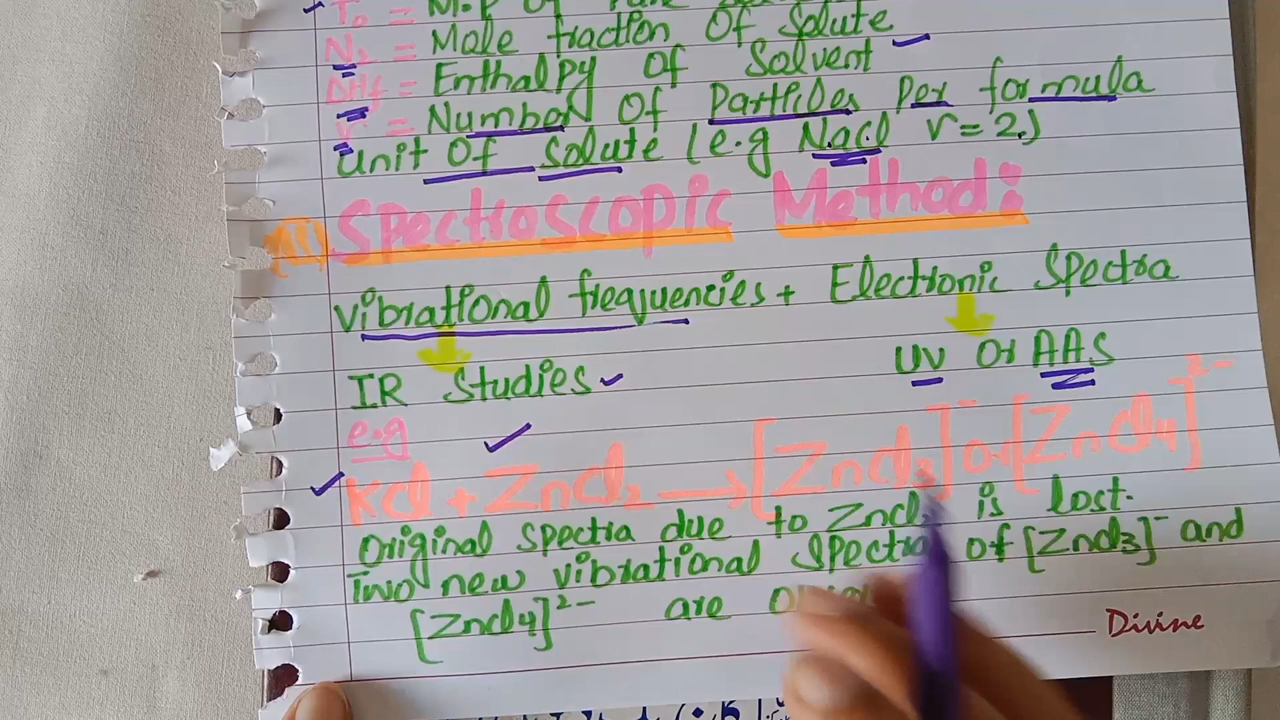 T₀ = M.P Of
N₂ = Mole fraction Of Solute
ΔHf = Enthalpy Of Solvent
r = Number Of Particles Per formula
Unit Of Solute (e.g Nacl r = 2)
Spectroscopic Method:
Vibrational frequencies + Electronic Spectra
IR Studies UV Or AAS
e.g
KCl + ZnCl₂ → [ZnCl₃]⁻ Or [ZnCl₄]²⁻
Original spectra due to ZnCl₂ is lost.
Two new vibrational Spectra of [ZnCl₃]⁻ and
[ZnCl₄]²⁻ are
Divine